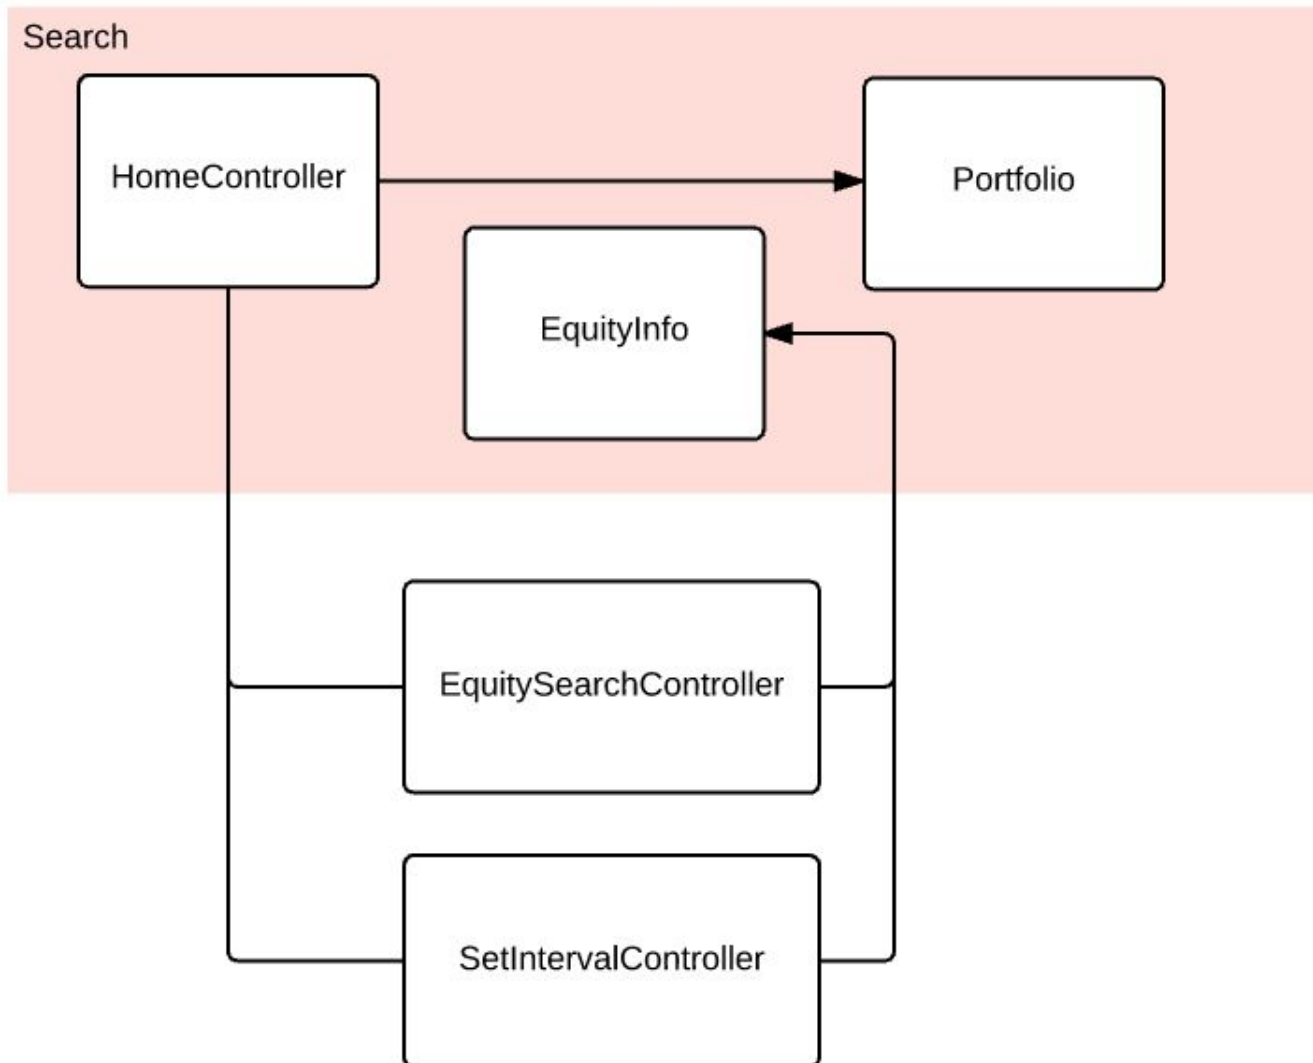 Search
HomeController
Portfolio
EquityInfo
EquitySearchController
SetIntervalController